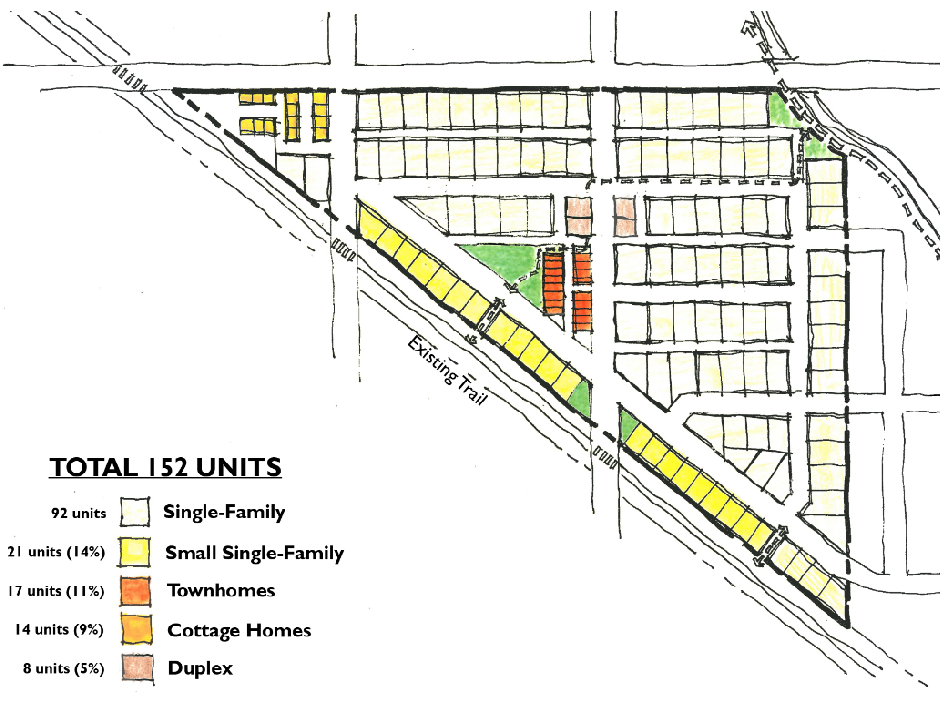 Existing Trail
TOTAL 152 UNITS
92 units Single-Family
21 units (14%) Small Single-Family
17 units (11%) Townhomes
14 units (9%) Cottage Homes
8 units (5%) Duplex